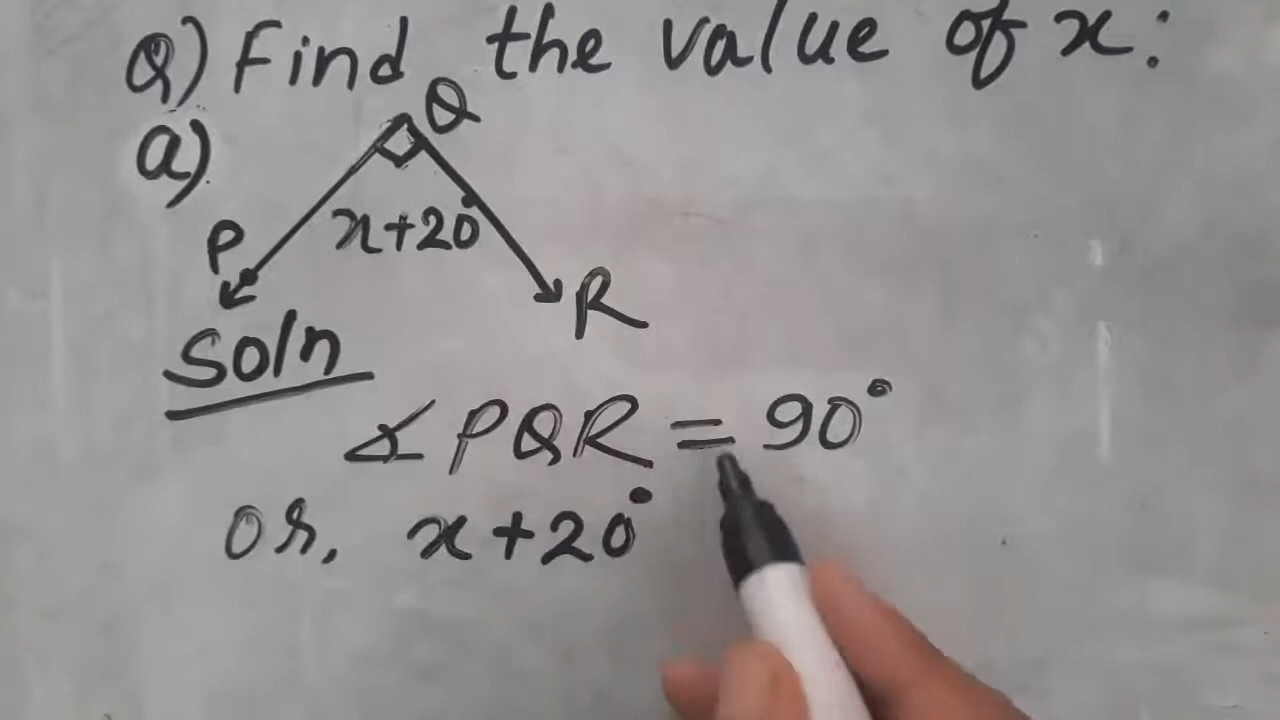 Q) Find the value of x:
a)
Q
P
x+20°
R
Soln
∡PQR = 90°
or, x+20°